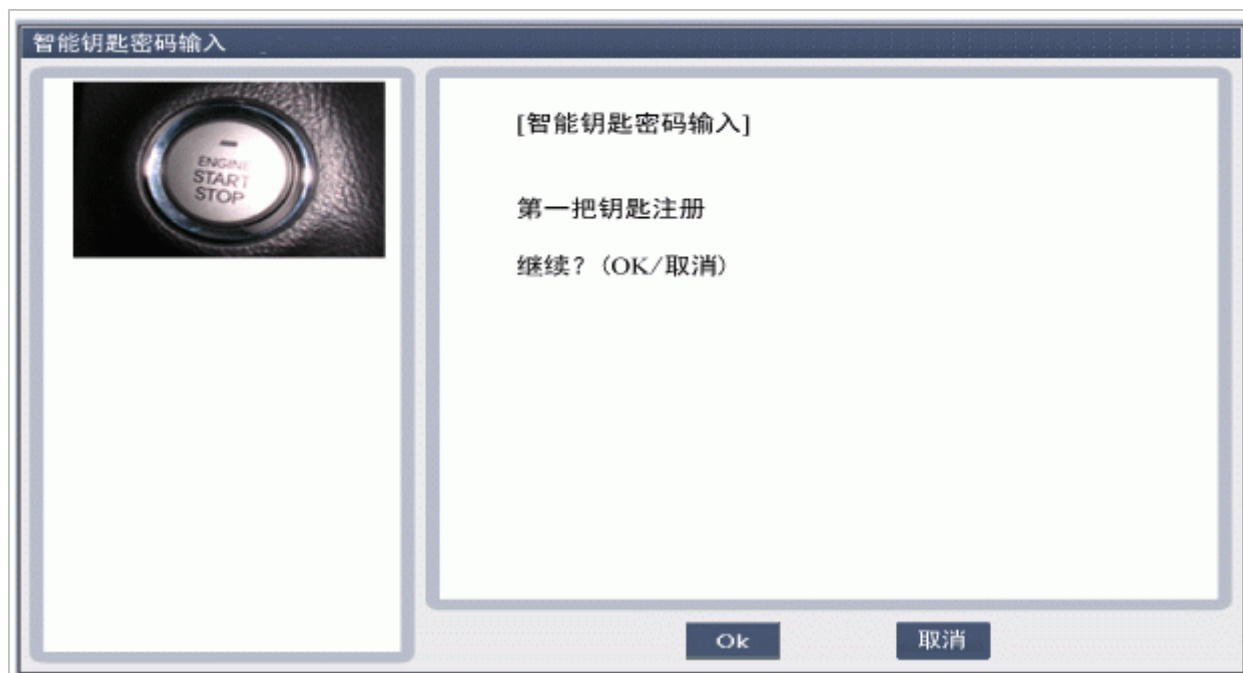 智能钥匙密码输入
ENGINE
START
STOP
[智能钥匙密码输入]
第一把钥匙注册
继续？(OK/取消)
Ok
取消